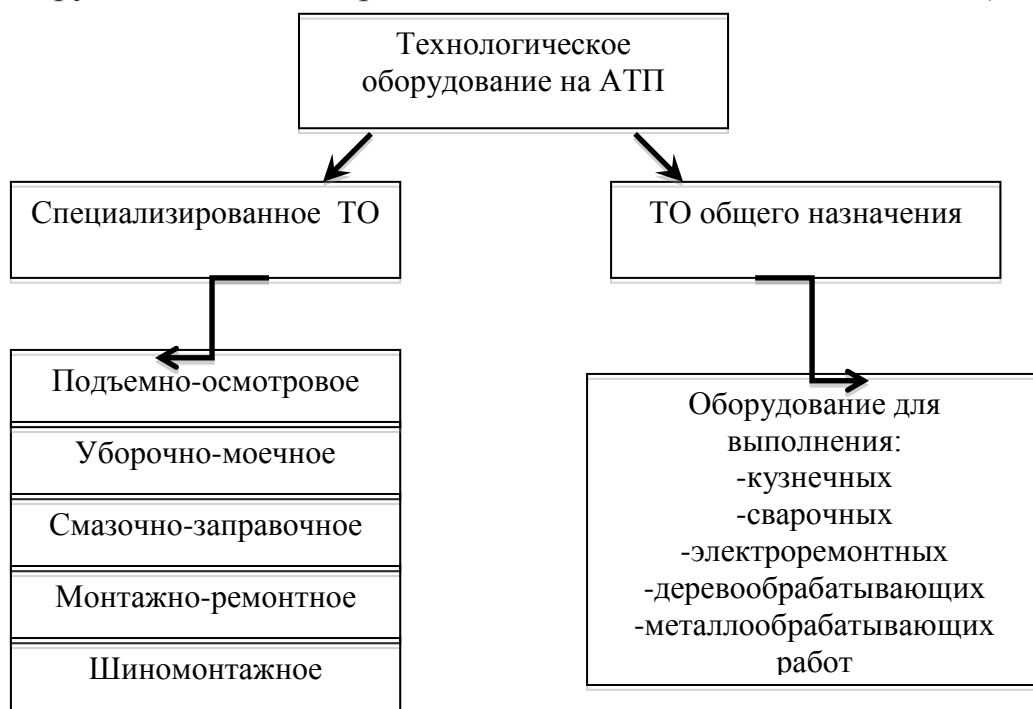 Технологическое
оборудование на АТП
Специализированное ТО
ТО общего назначения
Подъемно-осмотровое
Уборочно-моечное
Смазочно-заправочное
Монтажно-ремонтное
Шиномонтажное
Оборудование для
выполнения:
-кузнечных
-сварочных
-электроремонтных
-деревообрабатывающих
-металлообрабатывающих
работ